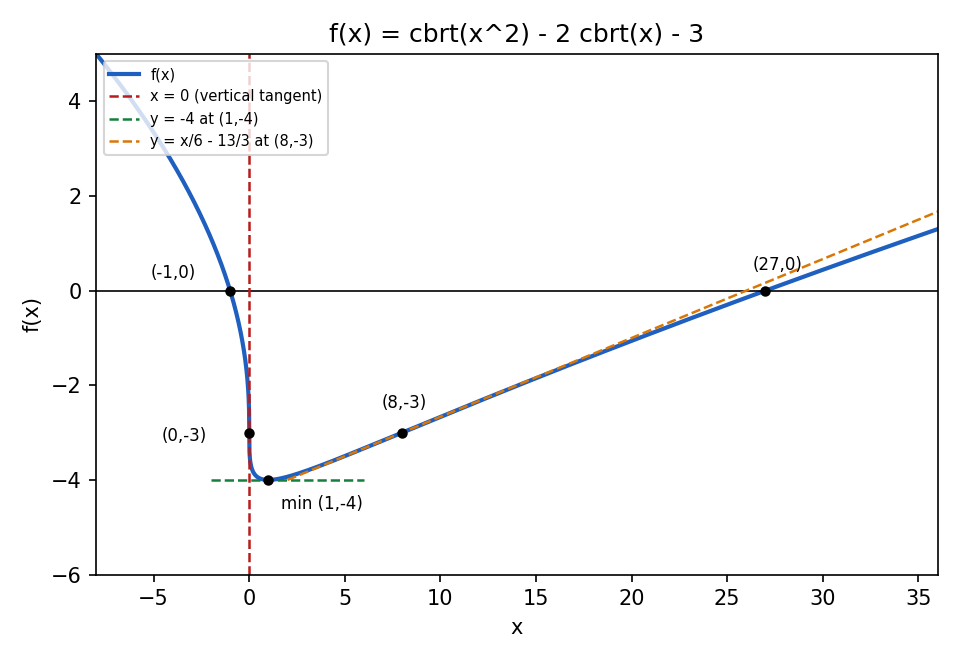 f(x) = cbrt(x^2) - 2 cbrt(x) - 3
f(x)
x = 0 (vertical tangent)
y = -4 at (1,-4)
y = x/6 - 13/3 at (8,-3)
4
2
0
−2
−4
−6
f(x)
(-1,0)
(27,0)
(8,-3)
(0,-3)
min (1,-4)
−5 0 5 10 15 20 25 30 35
x